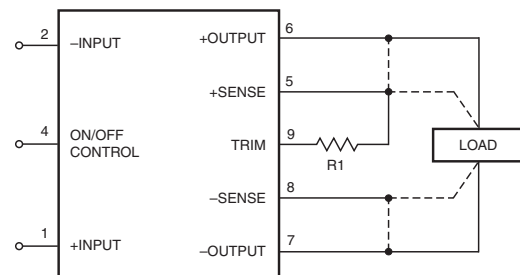 2 –INPUT
4 ON/OFF
CONTROL
1 +INPUT
+OUTPUT 6
+SENSE 5
TRIM 9
R1
–SENSE 8
–OUTPUT 7
LOAD